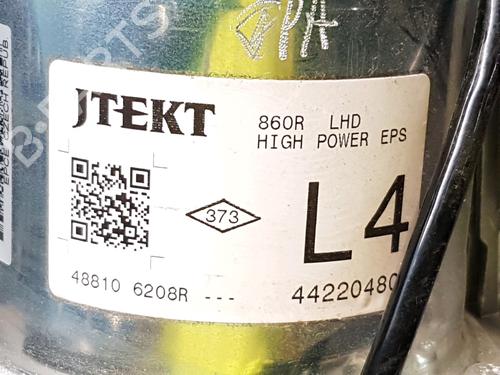 JTEKT
860R LHD
HIGH POWER EPS
373
L4
48810 6208R ---
44220480